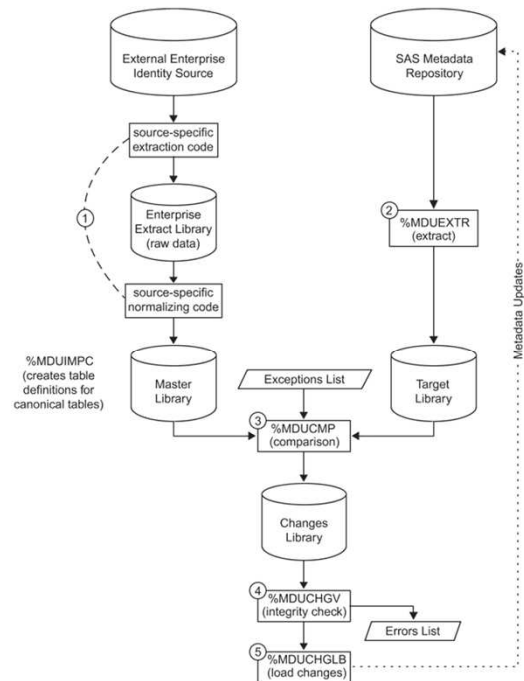 External Enterprise
Identity Source
SAS Metadata
Repository
source-specific
extraction code
1
Enterprise
Extract Library
(raw data)
2
%MDUEXTR
(extract)
source-specific
normalizing code
Metadata Updates
%MDUIMPC
(creates table
definitions for
canonical tables)
Master
Library
Exceptions List
Target
Library
3
%MDUCMP
(comparison)
Changes
Library
4
%MDUCHGV
(integrity check)
Errors List
5
%MDUCHGLB
(load changes)